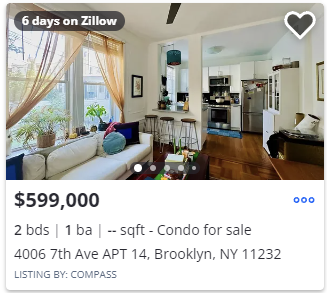 6 days on Zillow
$599,000
2 bds | 1 ba | -- sqft - Condo for sale
4006 7th Ave APT 14, Brooklyn, NY 11232
LISTING BY: COMPASS